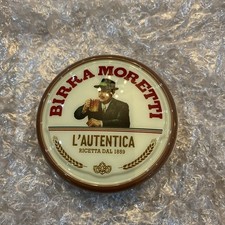 BIRRA MORETTI
L'AUTENTICA
RICETTA DAL 1859